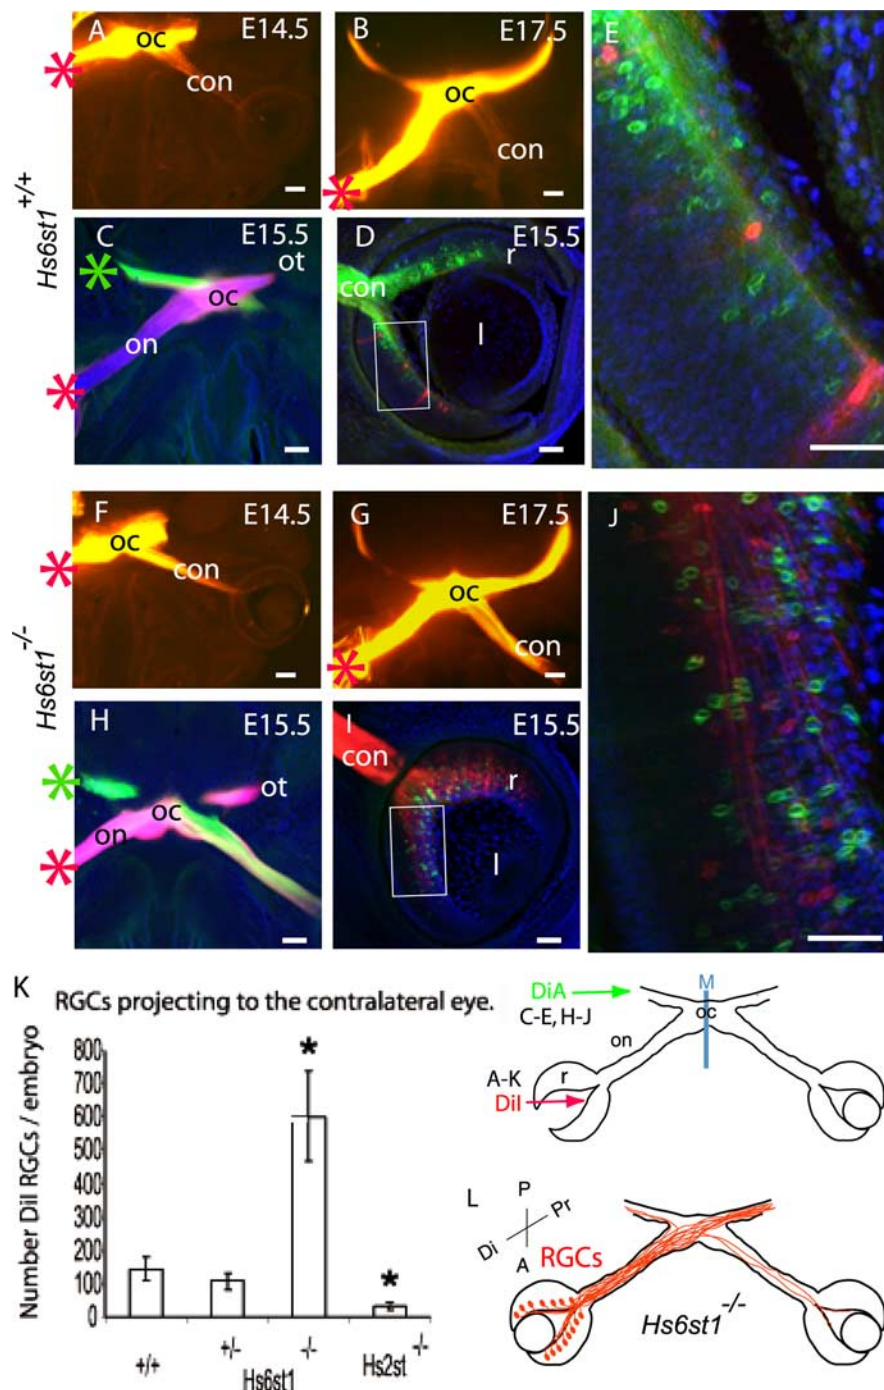 A
oc
E14.5
con
B
E17.5
oc
con
E
Hs6st1 +/+
C
E15.5
ot
oc
on
D
E15.5
r
con
l
F
E14.5
oc
con
G
E17.5
oc
con
J
Hs6st1 -/-
H
E15.5
ot
oc
on
I
E15.5
con
r
l
K
RGCs projecting to the contralateral eye.
Number DiI RGCs / embryo
800
700
600
500
400
300
200
100
0
*
*
+/+
+/-
-/-
-/-
Hs6st1
Hs2st
DiA
M
C-E, H-J
oc
on
A-K
r
DiI
L
P
Pr
Di
A
RGCs
Hs6st1 -/-